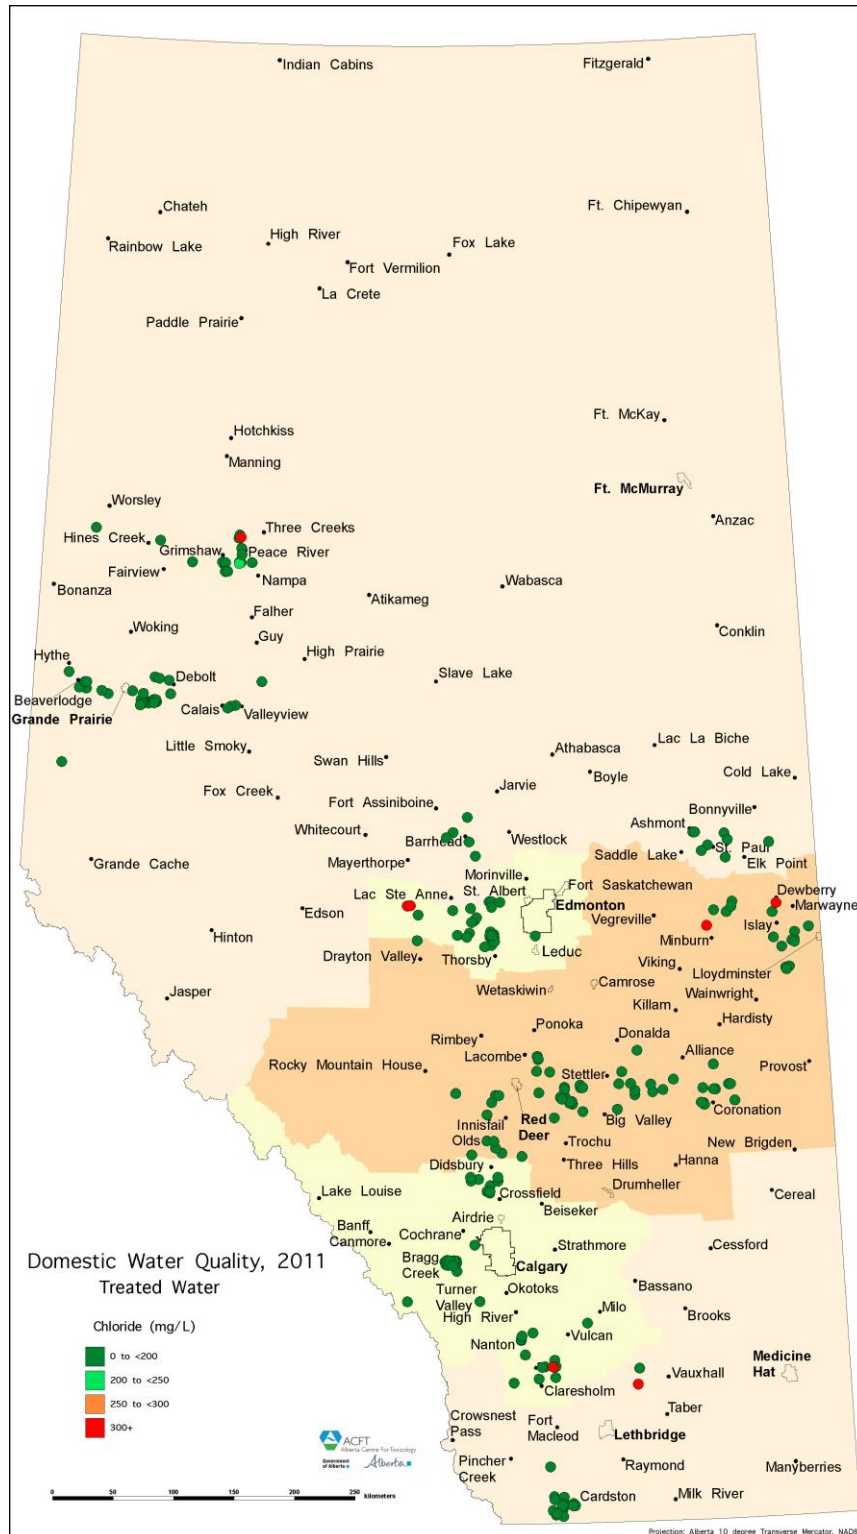 Indian Cabins
Fitzgerald
Chateh
Ft. Chipewyan
Rainbow Lake
High River
Fox Lake
Fort Vermilion
La Crete
Paddle Prairie
Ft. McKay
Hotchkiss
Manning
Ft. McMurray
Worsley
Anzac
Hines Creek
Three Creeks
Grimshaw
Peace River
Fairview
Nampa
Bonanza
Wabasca
Atikameg
Falher
Woking
Conklin
Guy
Hythe
High Prairie
Debolt
Slave Lake
Beaverlodge
Grande Prairie
Calais
Valleyview
Little Smoky
Swan Hills
Athabasca
Lac La Biche
Boyle
Cold Lake
Fox Creek
Jarvie
Fort Assiniboine
Bonnyville
Ashmont
Whitecourt
Barrhead
Westlock
St. Paul
Saddle Lake
Elk Point
Grande Cache
Mayerthorpe
Morinville
Fort Saskatchewan
Lac Ste Anne
St. Albert
Edmonton
Dewberry
Marwayne
Edson
Vegreville
Islay
Hinton
Minburn
Drayton Valley
Thorsby
Leduc
Viking
Lloydminster
Jasper
Wetaskiwin
Camrose
Wainwright
Killam
Hardisty
Ponoka
Donalda
Rimbey
Lacombe
Alliance
Rocky Mountain House
Provost
Stettler
Coronation
Innisfail
Red
Deer
Big Valley
Olds
Trochu
New Brigden
Didsbury
Three Hills
Hanna
Drumheller
Lake Louise
Crossfield
Cereal
Beiseker
Airdrie
Banff
Canmore
Cochrane
Strathmore
Cessford
Domestic Water Quality, 2011
Treated Water
Bragg
Creek
Calgary
Turner
Valley
Okotoks
Bassano
High River
Milo
Brooks
Chloride (mg/L)
Nanton
Vulcan
0 to <200
200 to <250
250 to <300
300+
Medicine
Hat
Vauxhall
Claresholm
Taber
Crowsnest
Pass
Fort
Macleod
Lethbridge
ACFT
Alberta Centre For Toxicology
Government
of Alberta
Alberta
Pincher
Creek
Raymond
Manyberries
Cardston
Milk River
0 50 100 150 200 250
kilometers
Projection: Alberta 10 degree Transverse Mercator, NAD8